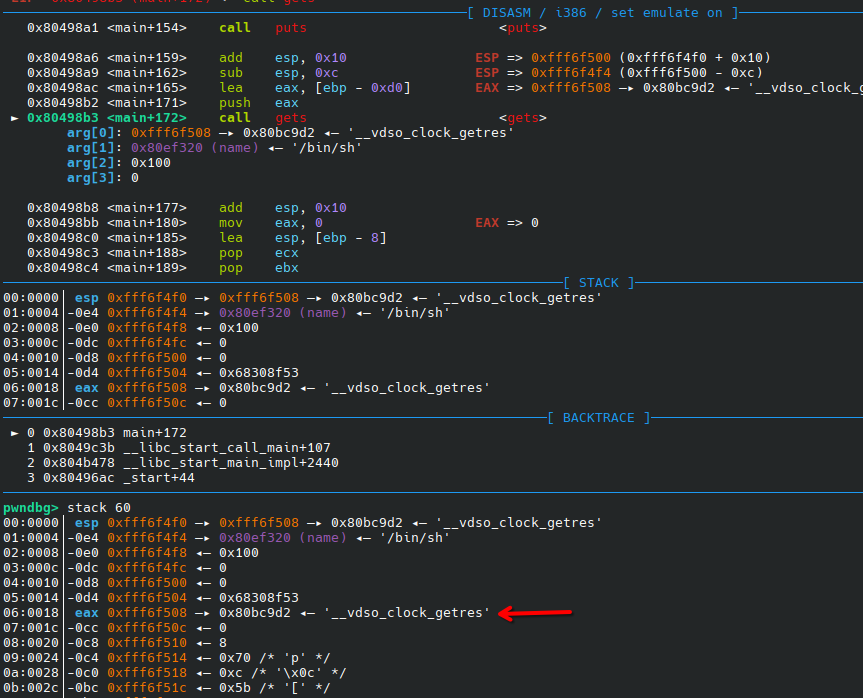 [ DISASM / i386 / set emulate on ]
0x80498a1 <main+154> call puts <puts>
0x80498a6 <main+159> add esp, 0x10 ESP => 0xfff6f500 (0xfff6f4f0 + 0x10)
0x80498a9 <main+162> sub esp, 0xc ESP => 0xfff6f4f4 (0xfff6f500 - 0xc)
0x80498ac <main+165> lea eax, [ebp - 0xd0] EAX => 0xfff6f508 —▸ 0x80bc9d2 ◂— '__vdso_clock_g
0x80498b2 <main+171> push eax
► 0x80498b3 <main+172> call gets <gets>
arg[0]: 0xfff6f508 —▸ 0x80bc9d2 ◂— '__vdso_clock_getres'
arg[1]: 0x80ef320 (name) ◂— '/bin/sh'
arg[2]: 0x100
arg[3]: 0
0x80498b8 <main+177> add esp, 0x10
0x80498bb <main+180> mov eax, 0 EAX => 0
0x80498c0 <main+185> lea esp, [ebp - 8]
0x80498c3 <main+188> pop ecx
0x80498c4 <main+189> pop ebx
[ STACK ]
00:0000│ esp 0xfff6f4f0 —▸ 0xfff6f508 —▸ 0x80bc9d2 ◂— '__vdso_clock_getres'
01:0004│-0e4 0xfff6f4f4 —▸ 0x80ef320 (name) ◂— '/bin/sh'
02:0008│-0e0 0xfff6f4f8 ◂— 0x100
03:000c│-0dc 0xfff6f4fc ◂— 0
04:0010│-0d8 0xfff6f500 ◂— 0
05:0014│-0d4 0xfff6f504 ◂— 0x68308f53
06:0018│ eax 0xfff6f508 —▸ 0x80bc9d2 ◂— '__vdso_clock_getres'
07:001c│-0cc 0xfff6f50c ◂— 0
[ BACKTRACE ]
► 0 0x80498b3 main+172
1 0x8049c3b __libc_start_call_main+107
2 0x804b478 __libc_start_main_impl+2440
3 0x80496ac _start+44
pwndbg> stack 60
00:0000│ esp 0xfff6f4f0 —▸ 0xfff6f508 —▸ 0x80bc9d2 ◂— '__vdso_clock_getres'
01:0004│-0e4 0xfff6f4f4 —▸ 0x80ef320 (name) ◂— '/bin/sh'
02:0008│-0e0 0xfff6f4f8 ◂— 0x100
03:000c│-0dc 0xfff6f4fc ◂— 0
04:0010│-0d8 0xfff6f500 ◂— 0
05:0014│-0d4 0xfff6f504 ◂— 0x68308f53
06:0018│ eax 0xfff6f508 —▸ 0x80bc9d2 ◂— '__vdso_clock_getres'
07:001c│-0cc 0xfff6f50c ◂— 0
08:0020│-0c8 0xfff6f510 ◂— 8
09:0024│-0c4 0xfff6f514 ◂— 0x70 /* 'p' */
0a:0028│-0c0 0xfff6f518 ◂— 0xc /* '\x0c' */
0b:002c│-0bc 0xfff6f51c ◂— 0x5b /* '[' */